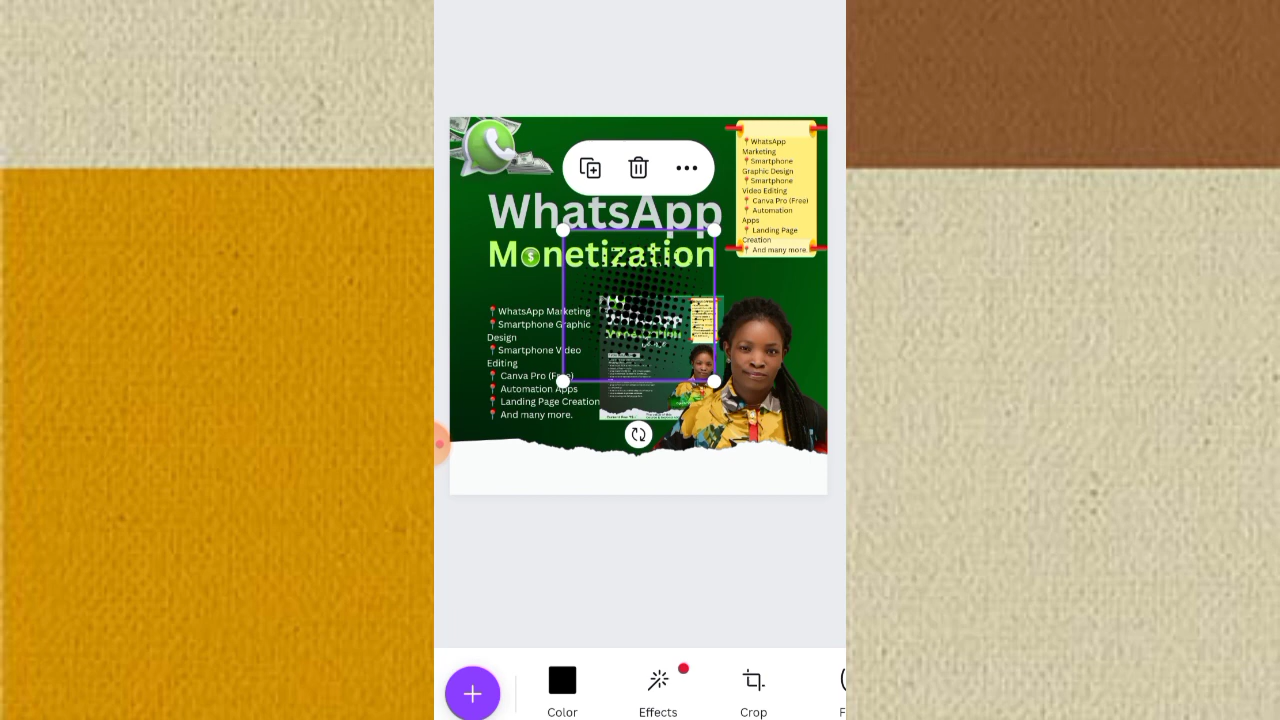 WhatsApp
Monetization
📍WhatsApp
Marketing
📍Smartphone
Graphic Design
📍Smartphone
Video Editing
📍 Canva Pro (Free)
📍 Automation
Apps
📍 Landing Page
Creation
📍 And many more.
📍WhatsApp Marketing
📍Smartphone Graphic
Design
📍Smartphone Video
Editing
📍 Canva Pro (Free)
📍 Automation Apps
📍 Landing Page Creation
📍 And many more.
Color
Effects
Crop